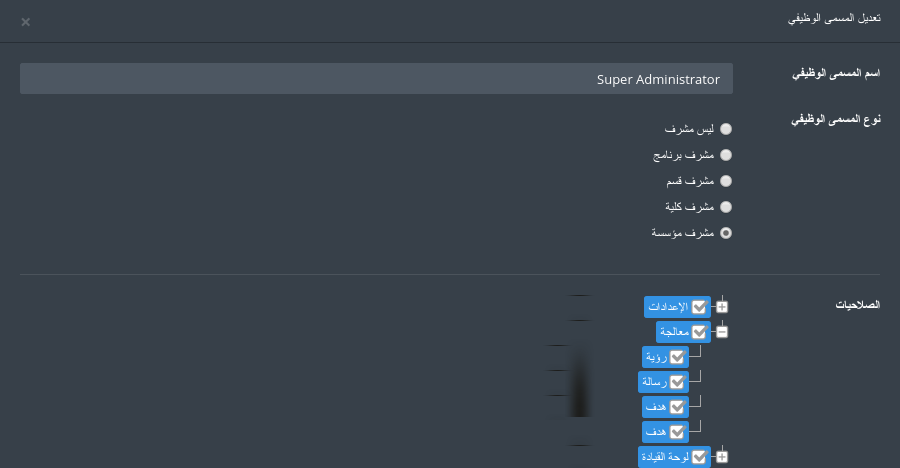 تعديل المسمى الوظيفي
اسم المسمى الوظيفي
Super Administrator
نوع المسمى الوظيفي
ليس مشرف
مشرف برنامج
مشرف قسم
مشرف كلية
مشرف مؤسسة
الصلاحيات
الإعدادات
معالجة
رؤية
رسالة
هدف
هدف
لوحة القيادة